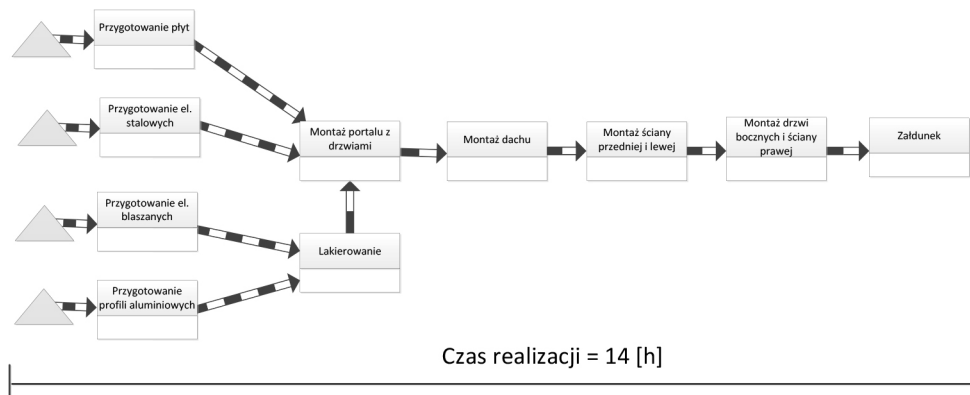 Przygotowanie płyt
Przygotowanie el.
stalowych
Montaż portalu z
drzwiami
Montaż dachu
Montaż ściany
przedniej i lewej
Montaż drzwi
bocznych i ściany
prawej
Załdunek
Przygotowanie el.
blaszanych
Lakierowanie
Przygotowanie
profili aluminiowych
Czas realizacji = 14 [h]